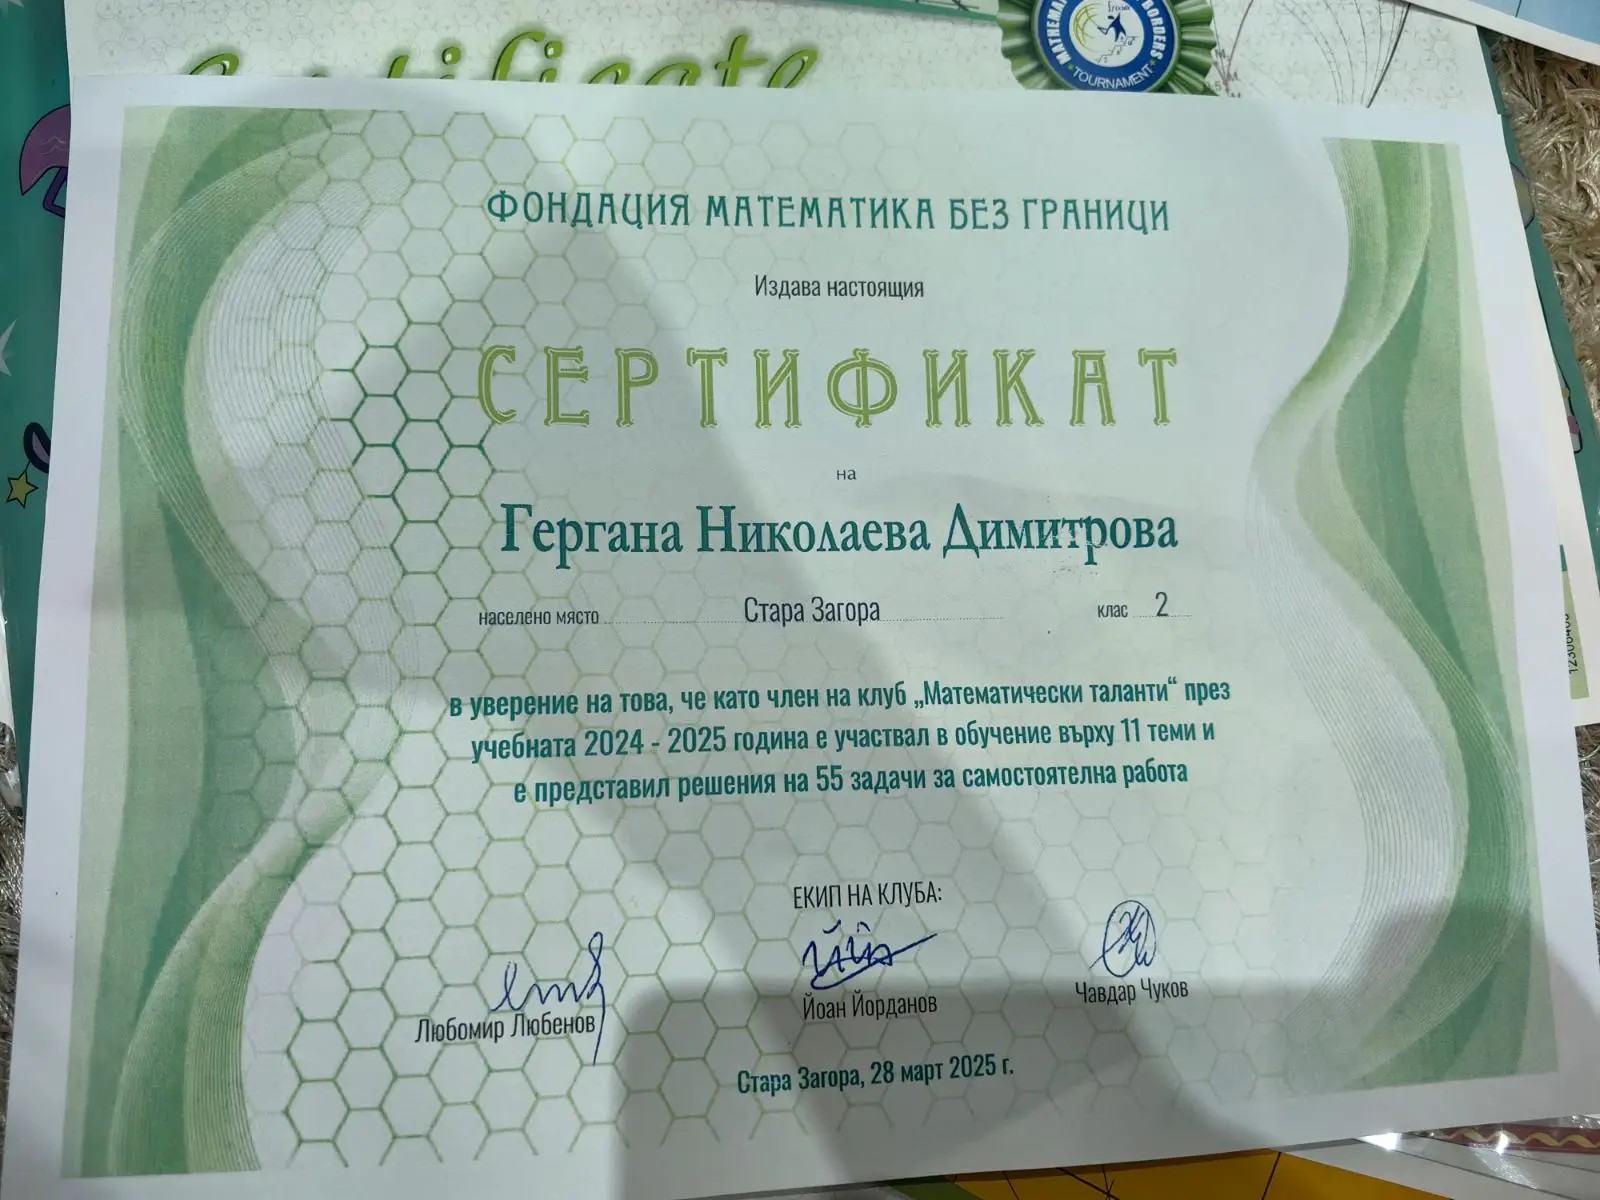 Certificate
TOURNAMENT
ФОНДАЦИЯ МАТЕМАТИКА БЕЗ ГРАНИЦИ
Издава настоящия
СЕРТИФИКАТ
на
Гергана Николаева Димитрова
населено място Стара Загора клас 2
в уверение на това, че като член на клуб „Математически таланти“ през
учебната 2024 - 2025 година е участвал в обучение върху 11 теми и
е представил решения на 55 задачи за самостоятелна работа
ЕКИП НА КЛУБА:
Любомир Любенов
Йоан Йорданов
Чавдар Чуков
Стара Загора, 28 март 2025 г.